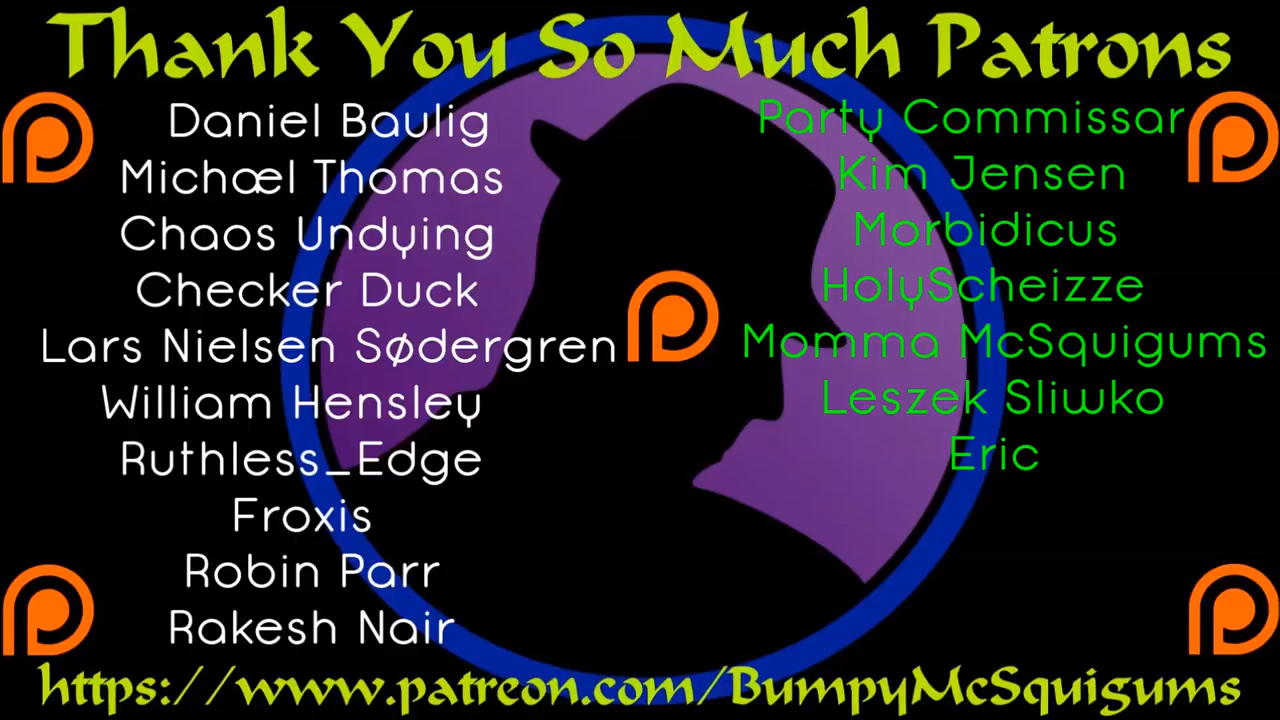 Thank You So Much Patrons
Daniel Baulig
Michael Thomas
Chaos Undying
Checker Duck
Lars Nielsen Sødergren
William Hensley
Ruthless_Edge
Froxis
Robin Parr
Rakesh Nair
Party Commissar
Kim Jensen
Morbidicus
HolyScheizze
Momma McSquigums
Leszek Sliwko
Eric
https://www.patreon.com/BumpyMcSquigums